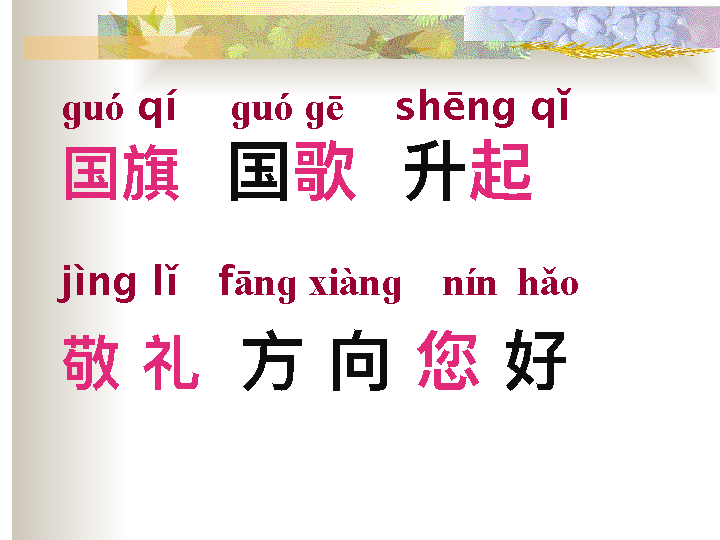 guó qí guó gē shēng qǐ
国旗 国歌 升起
jìng lǐ fāng xiàng nín hǎo
敬 礼 方 向 您 好